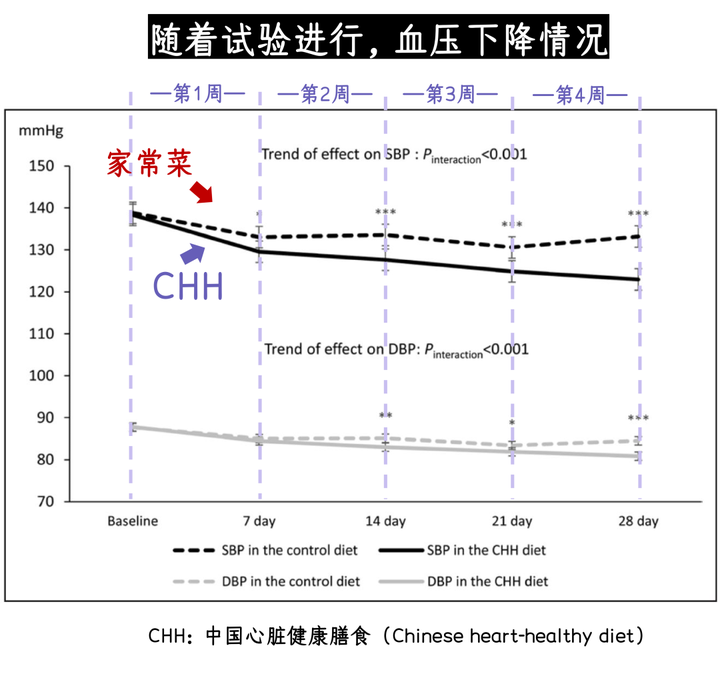 随着试验进行，血压下降情况
—第1周— —第2周— —第3周— —第4周—
mmHg
Trend of effect on SBP : Pinteraction<0.001
家常菜
CHH
150
140
130
120
110
100
90
80
70
*
***
***
***
Trend of effect on DBP: Pinteraction<0.001
**
*
***
Baseline 7 day 14 day 21 day 28 day
SBP in the control diet SBP in the CHH diet
DBP in the control diet DBP in the CHH diet
CHH：中国心脏健康膳食（Chinese heart-healthy diet）